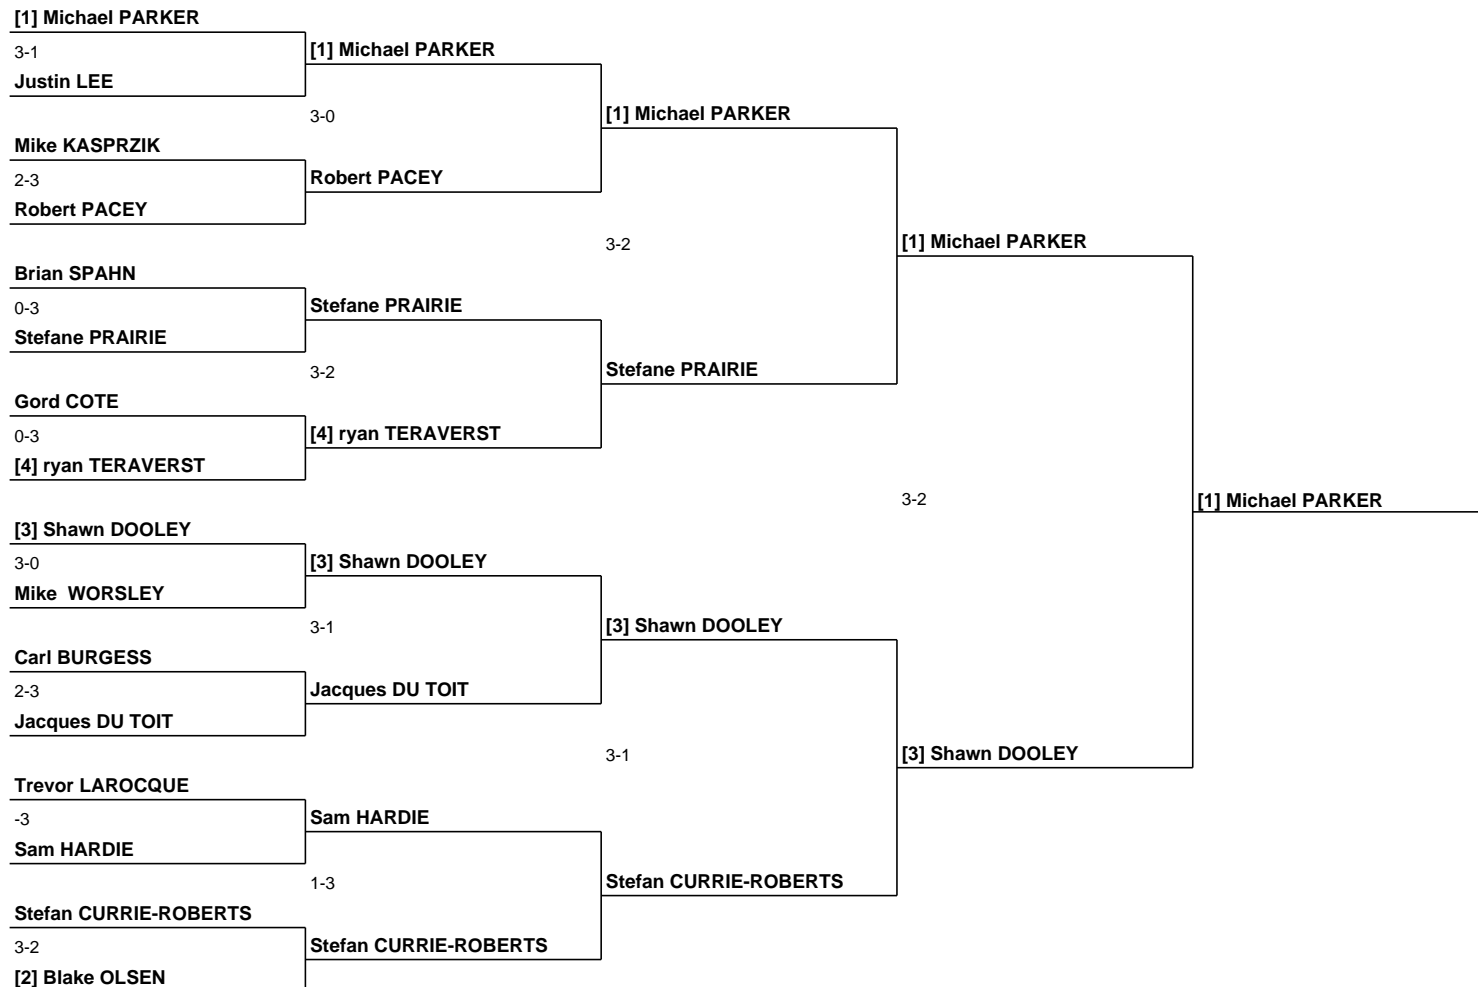 [1] Michael PARKER
3-1
Justin LEE
Mike KASPRZIK
2-3
Robert PACEY
Brian SPAHN
0-3
Stefane PRAIRIE
Gord COTE
0-3
[4] ryan TERAVERST
[3] Shawn DOOLEY
3-0
Mike  WORSLEY
Carl BURGESS
2-3
Jacques DU TOIT
Trevor LAROCQUE
-3
Sam HARDIE
Stefan CURRIE-ROBERTS
3-2
[2] Blake OLSEN
[1] Michael PARKER
3-0
Robert PACEY
Stefane PRAIRIE
3-2
[4] ryan TERAVERST
[3] Shawn DOOLEY
3-1
Jacques DU TOIT
Sam HARDIE
1-3
Stefan CURRIE-ROBERTS
[1] Michael PARKER
3-2
Stefane PRAIRIE
[3] Shawn DOOLEY
3-1
Stefan CURRIE-ROBERTS
[1] Michael PARKER
3-2
[3] Shawn DOOLEY
[1] Michael PARKER